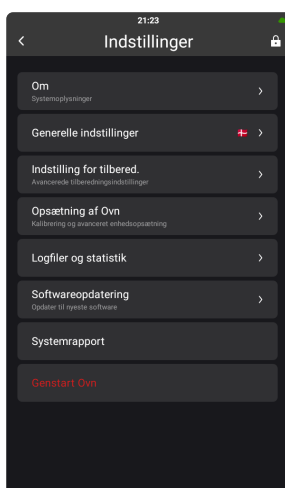 21:23
Indstillinger
Om
Systemoplysninger
Generelle indstillinger
Indstilling for tilbered.
Avancerede tilberedningsindstillinger
Opsætning af Ovn
Kalibrering og avanceret enhedsopsætning
Logfiler og statistik
Softwareopdatering
Opdater til nyeste software
Systemrapport
Genstart Ovn